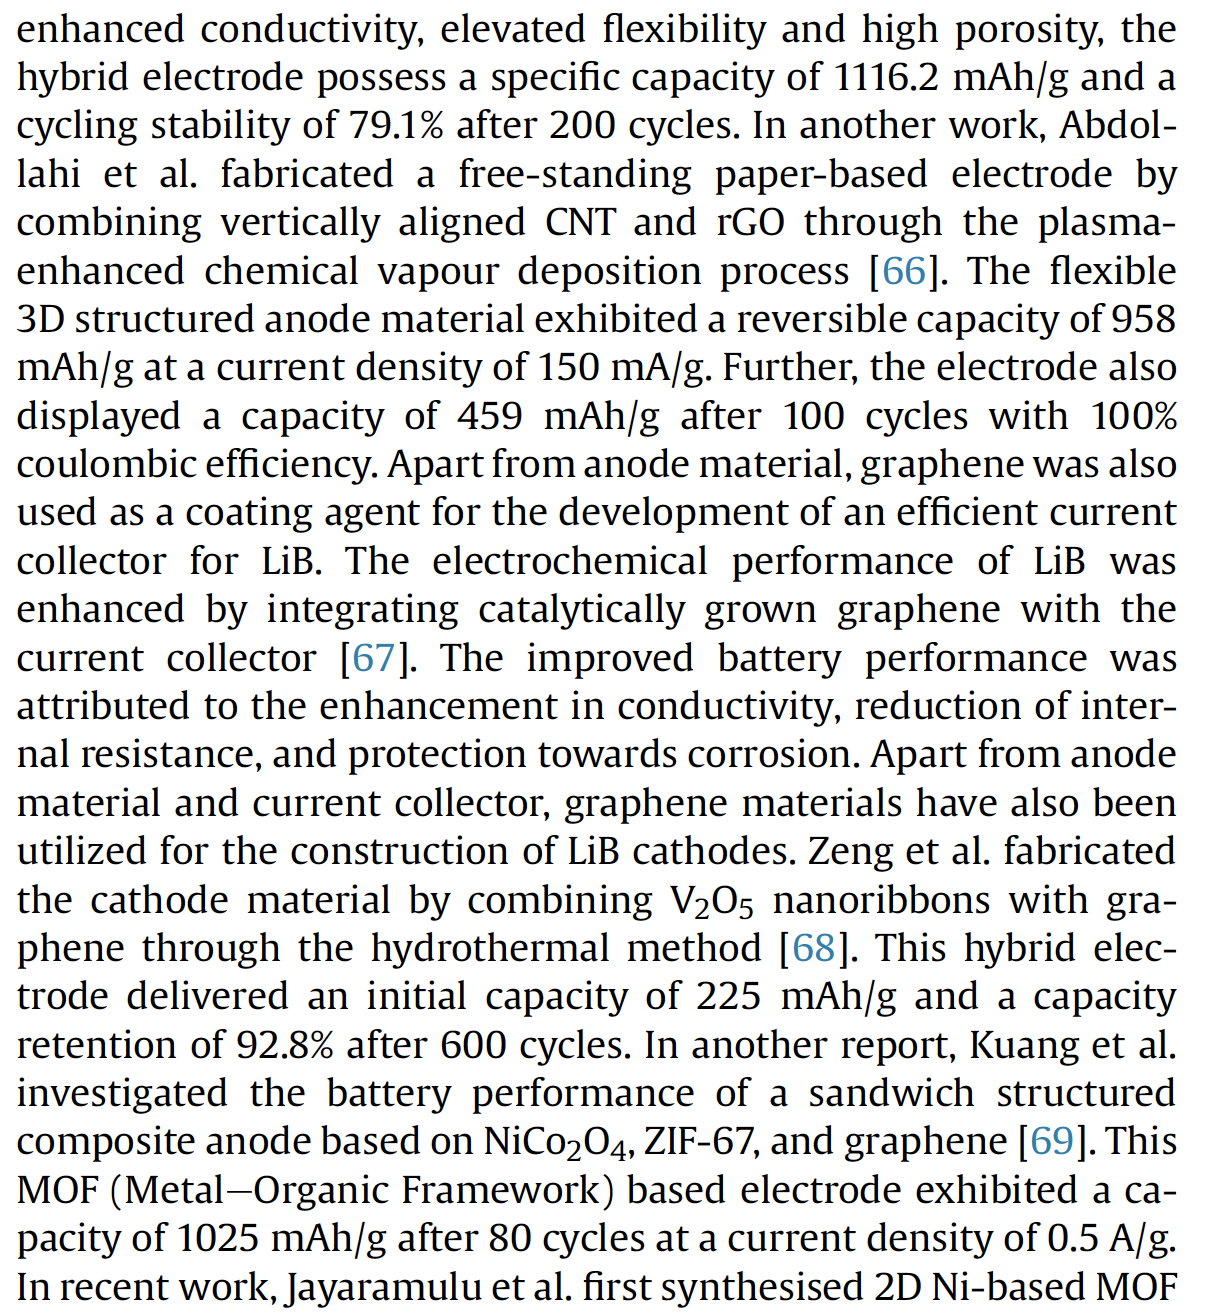 enhanced conductivity, elevated flexibility and high porosity, the
hybrid electrode possess a specific capacity of 1116.2 mAh/g and a
cycling stability of 79.1% after 200 cycles. In another work, Abdol-
lahi et al. fabricated a free-standing paper-based electrode by
combining vertically aligned CNT and rGO through the plasma-
enhanced chemical vapour deposition process [66]. The flexible
3D structured anode material exhibited a reversible capacity of 958
mAh/g at a current density of 150 mA/g. Further, the electrode also
displayed a capacity of 459 mAh/g after 100 cycles with 100%
coulombic efficiency. Apart from anode material, graphene was also
used as a coating agent for the development of an efficient current
collector for LiB. The electrochemical performance of LiB was
enhanced by integrating catalytically grown graphene with the
current collector [67]. The improved battery performance was
attributed to the enhancement in conductivity, reduction of inter-
nal resistance, and protection towards corrosion. Apart from anode
material and current collector, graphene materials have also been
utilized for the construction of LiB cathodes. Zeng et al. fabricated
the cathode material by combining V₂O₅ nanoribbons with gra-
phene through the hydrothermal method [68]. This hybrid elec-
trode delivered an initial capacity of 225 mAh/g and a capacity
retention of 92.8% after 600 cycles. In another report, Kuang et al.
investigated the battery performance of a sandwich structured
composite anode based on NiCo₂O₄, ZIF-67, and graphene [69]. This
MOF (Metal–Organic Framework) based electrode exhibited a ca-
pacity of 1025 mAh/g after 80 cycles at a current density of 0.5 A/g.
In recent work, Jayaramulu et al. first synthesised 2D Ni-based MOF